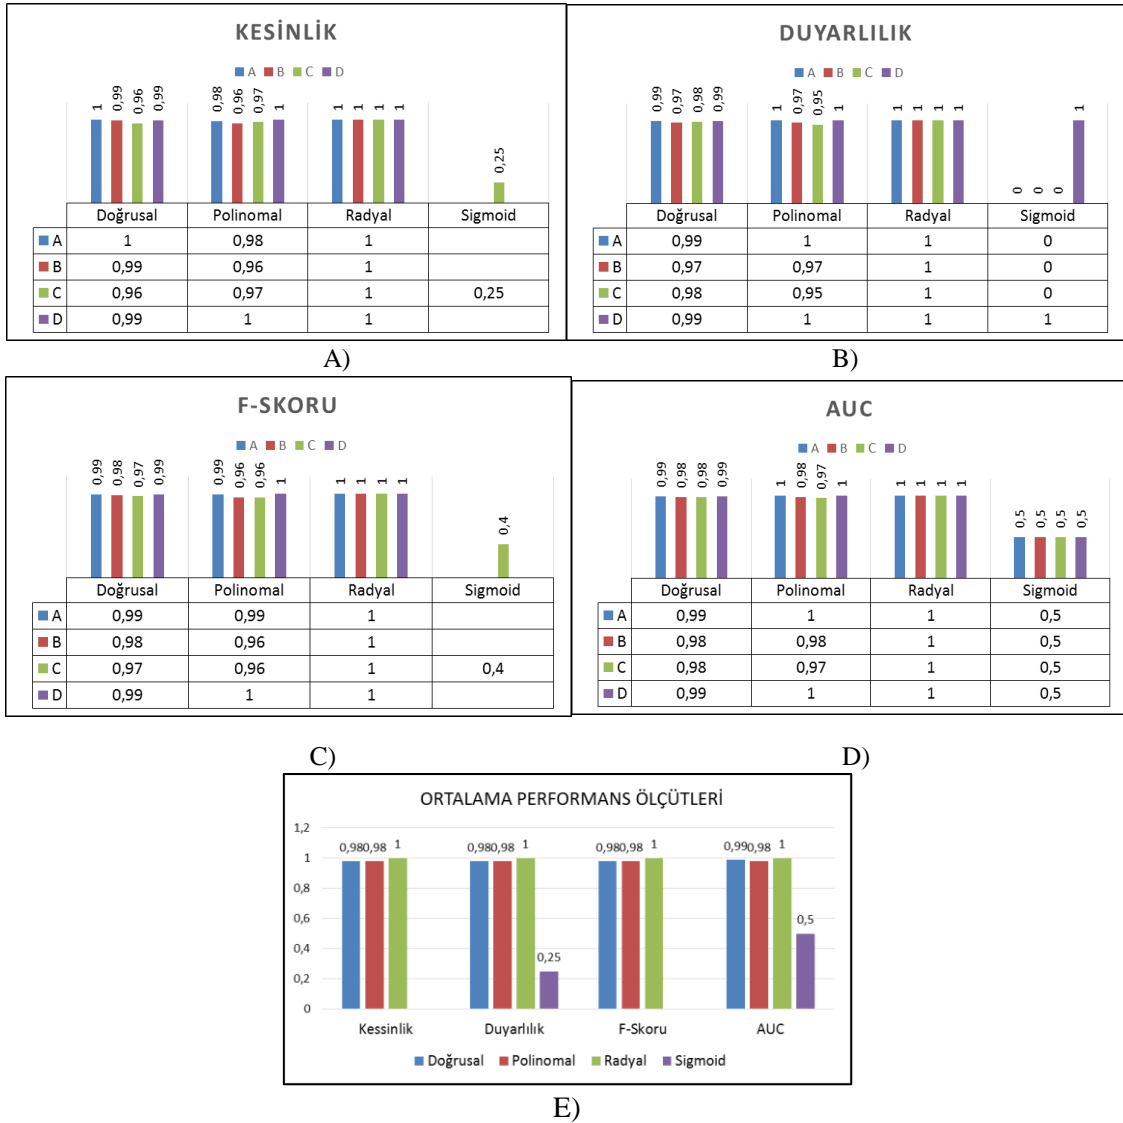 KESİNLİK
A B C D
1 0,99 0,96 0,99 0,98 0,96 0,97 1 1 1 1 1 0,25
Doğrusal Polinomal Radyal Sigmoid
A 1 0,98 1
B 0,99 0,96 1
C 0,96 0,97 1 0,25
D 0,99 1 1
A)
DUYARLILIK
A B C D
0,99 0,97 0,98 0,99 1 0,97 0,95 1 1 1 1 1 0 0 0 1
Doğrusal Polinomal Radyal Sigmoid
A 0,99 1 1 0
B 0,97 0,97 1 0
C 0,98 0,95 1 0
D 0,99 1 1 1
B)
F-SKORU
A B C D
0,99 0,98 0,97 0,99 0,99 0,96 0,96 1 1 1 1 1 0,4
Doğrusal Polinomal Radyal Sigmoid
A 0,99 0,99 1
B 0,98 0,96 1
C 0,97 0,96 1 0,4
D 0,99 1 1
C)
AUC
A B C D
0,99 0,98 0,98 0,99 1 0,98 0,97 1 1 1 1 1 0,5 0,5 0,5 0,5
Doğrusal Polinomal Radyal Sigmoid
A 0,99 1 1 0,5
B 0,98 0,98 1 0,5
C 0,98 0,97 1 0,5
D 0,99 1 1 0,5
D)
ORTALAMA PERFORMANS ÖLÇÜTLERİ
1,2
1
0,8
0,6
0,4
0,2
0
0,98 0,98 1 0,98 0,98 1 0,25 0,98 0,98 1 0,99 0,98 1 0,5
Kessinlik Duyarlılık F-Skoru AUC
Doğrusal Polinomal Radyal Sigmoid
E)